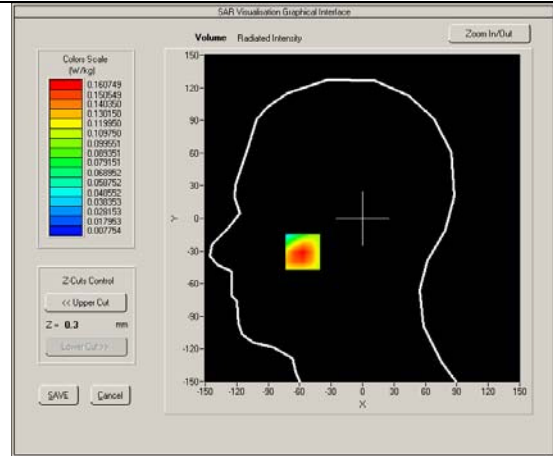 SAR Visualisation Graphical Interface
Volume Radiated Intensity
Zoom In/Out
Colors Scale
(W/kg)
0.160749
0.150549
0.140350
0.130150
0.119950
0.109750
0.099551
0.089351
0.079151
0.068952
0.058752
0.048552
0.038353
0.028153
0.017953
0.007754
Z-Cuts Control
<< Upper Cut
Z = 0.3 mm
Lower Cut >>
SAVE Cancel
150
120
90
60
30
0
-30
-60
-90
-120
-150
Y
-150 -120 -90 -60 -30 0 30 60 90 120 150
X